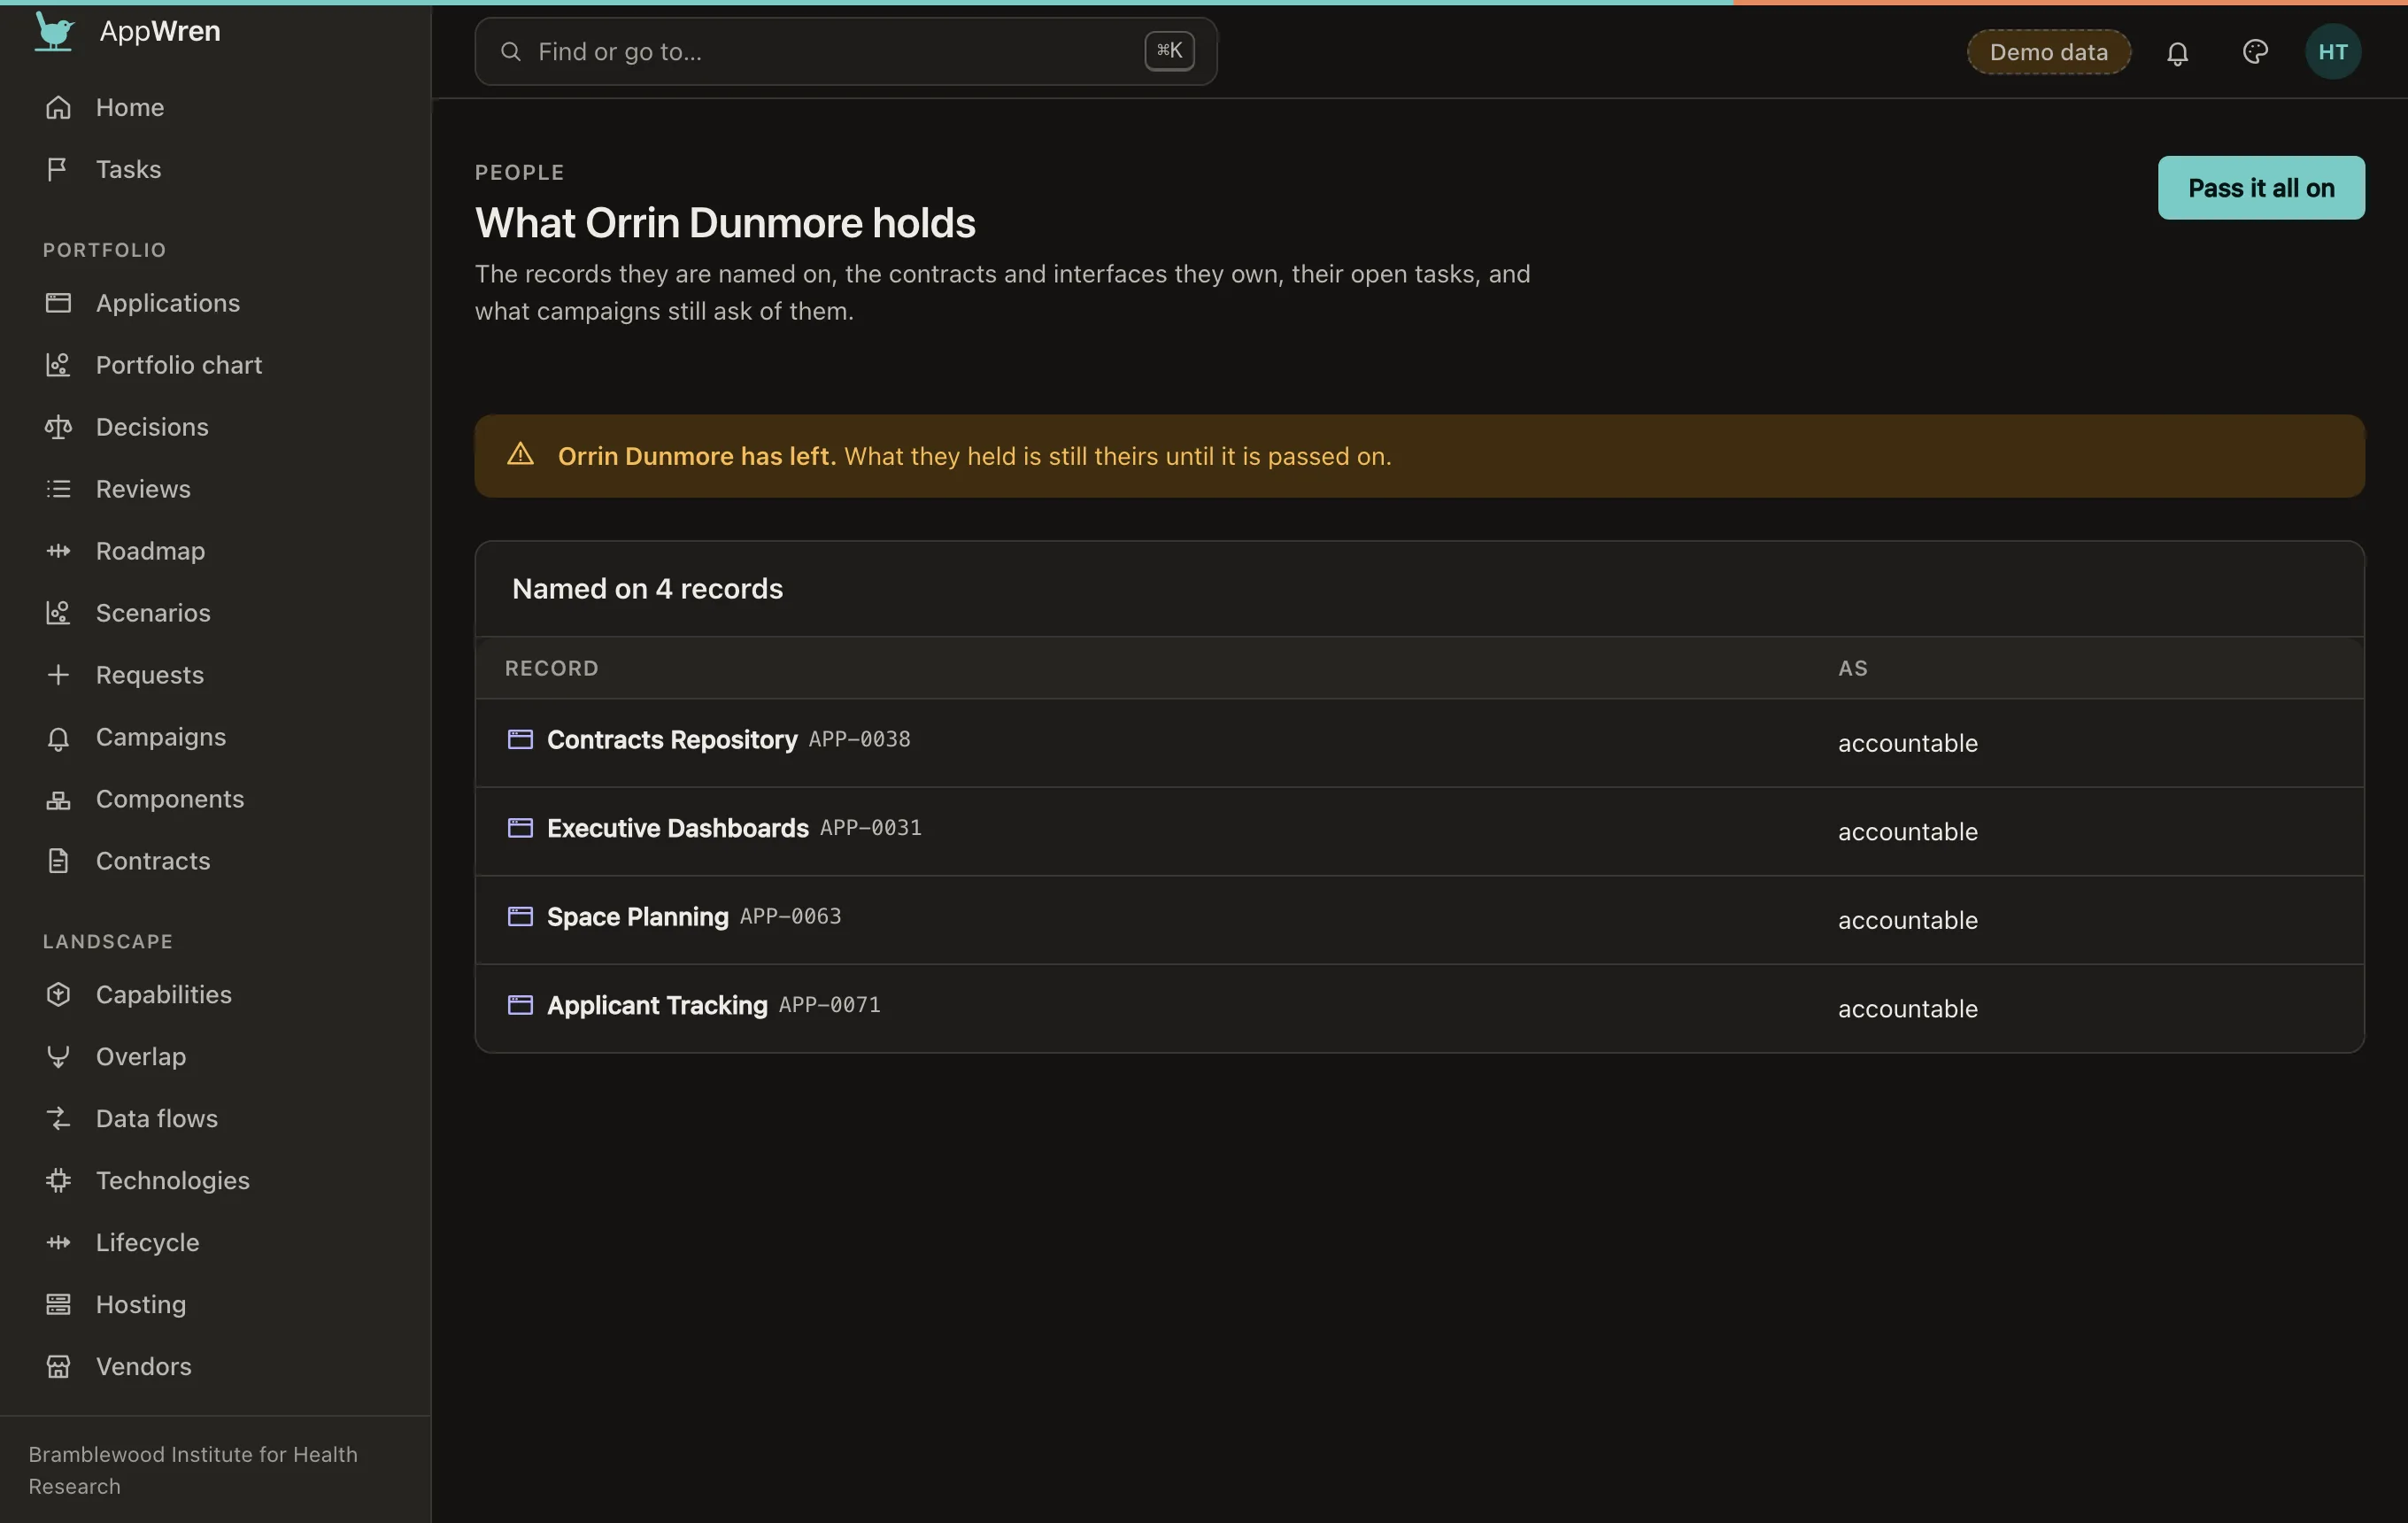 AppWren
Find or go to...
⌘K
Demo data
HT
Home
Tasks
PORTFOLIO
Applications
Portfolio chart
Decisions
Reviews
Roadmap
Scenarios
Requests
Campaigns
Components
Contracts
LANDSCAPE
Capabilities
Overlap
Data flows
Technologies
Lifecycle
Hosting
Vendors
Bramblewood Institute for Health
Research
PEOPLE
What Orrin Dunmore holds
The records they are named on, the contracts and interfaces they own, their open tasks, and
what campaigns still ask of them.
Pass it all on
Orrin Dunmore has left. What they held is still theirs until it is passed on.
Named on 4 records
RECORD AS
Contracts Repository APP-0038 accountable
Executive Dashboards APP-0031 accountable
Space Planning APP-0063 accountable
Applicant Tracking APP-0071 accountable